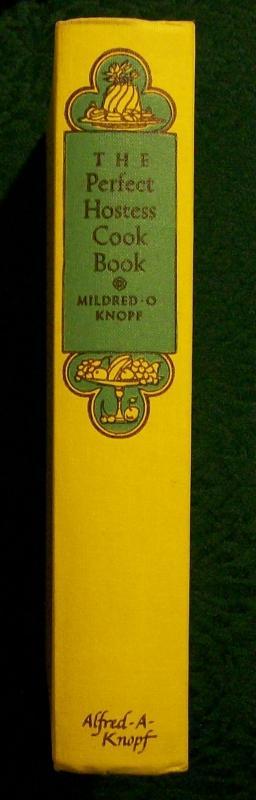 THE
Perfect
Hostess
Cook
Book
MILDRED·O
KNOPF
Alfred-A-
Knopf